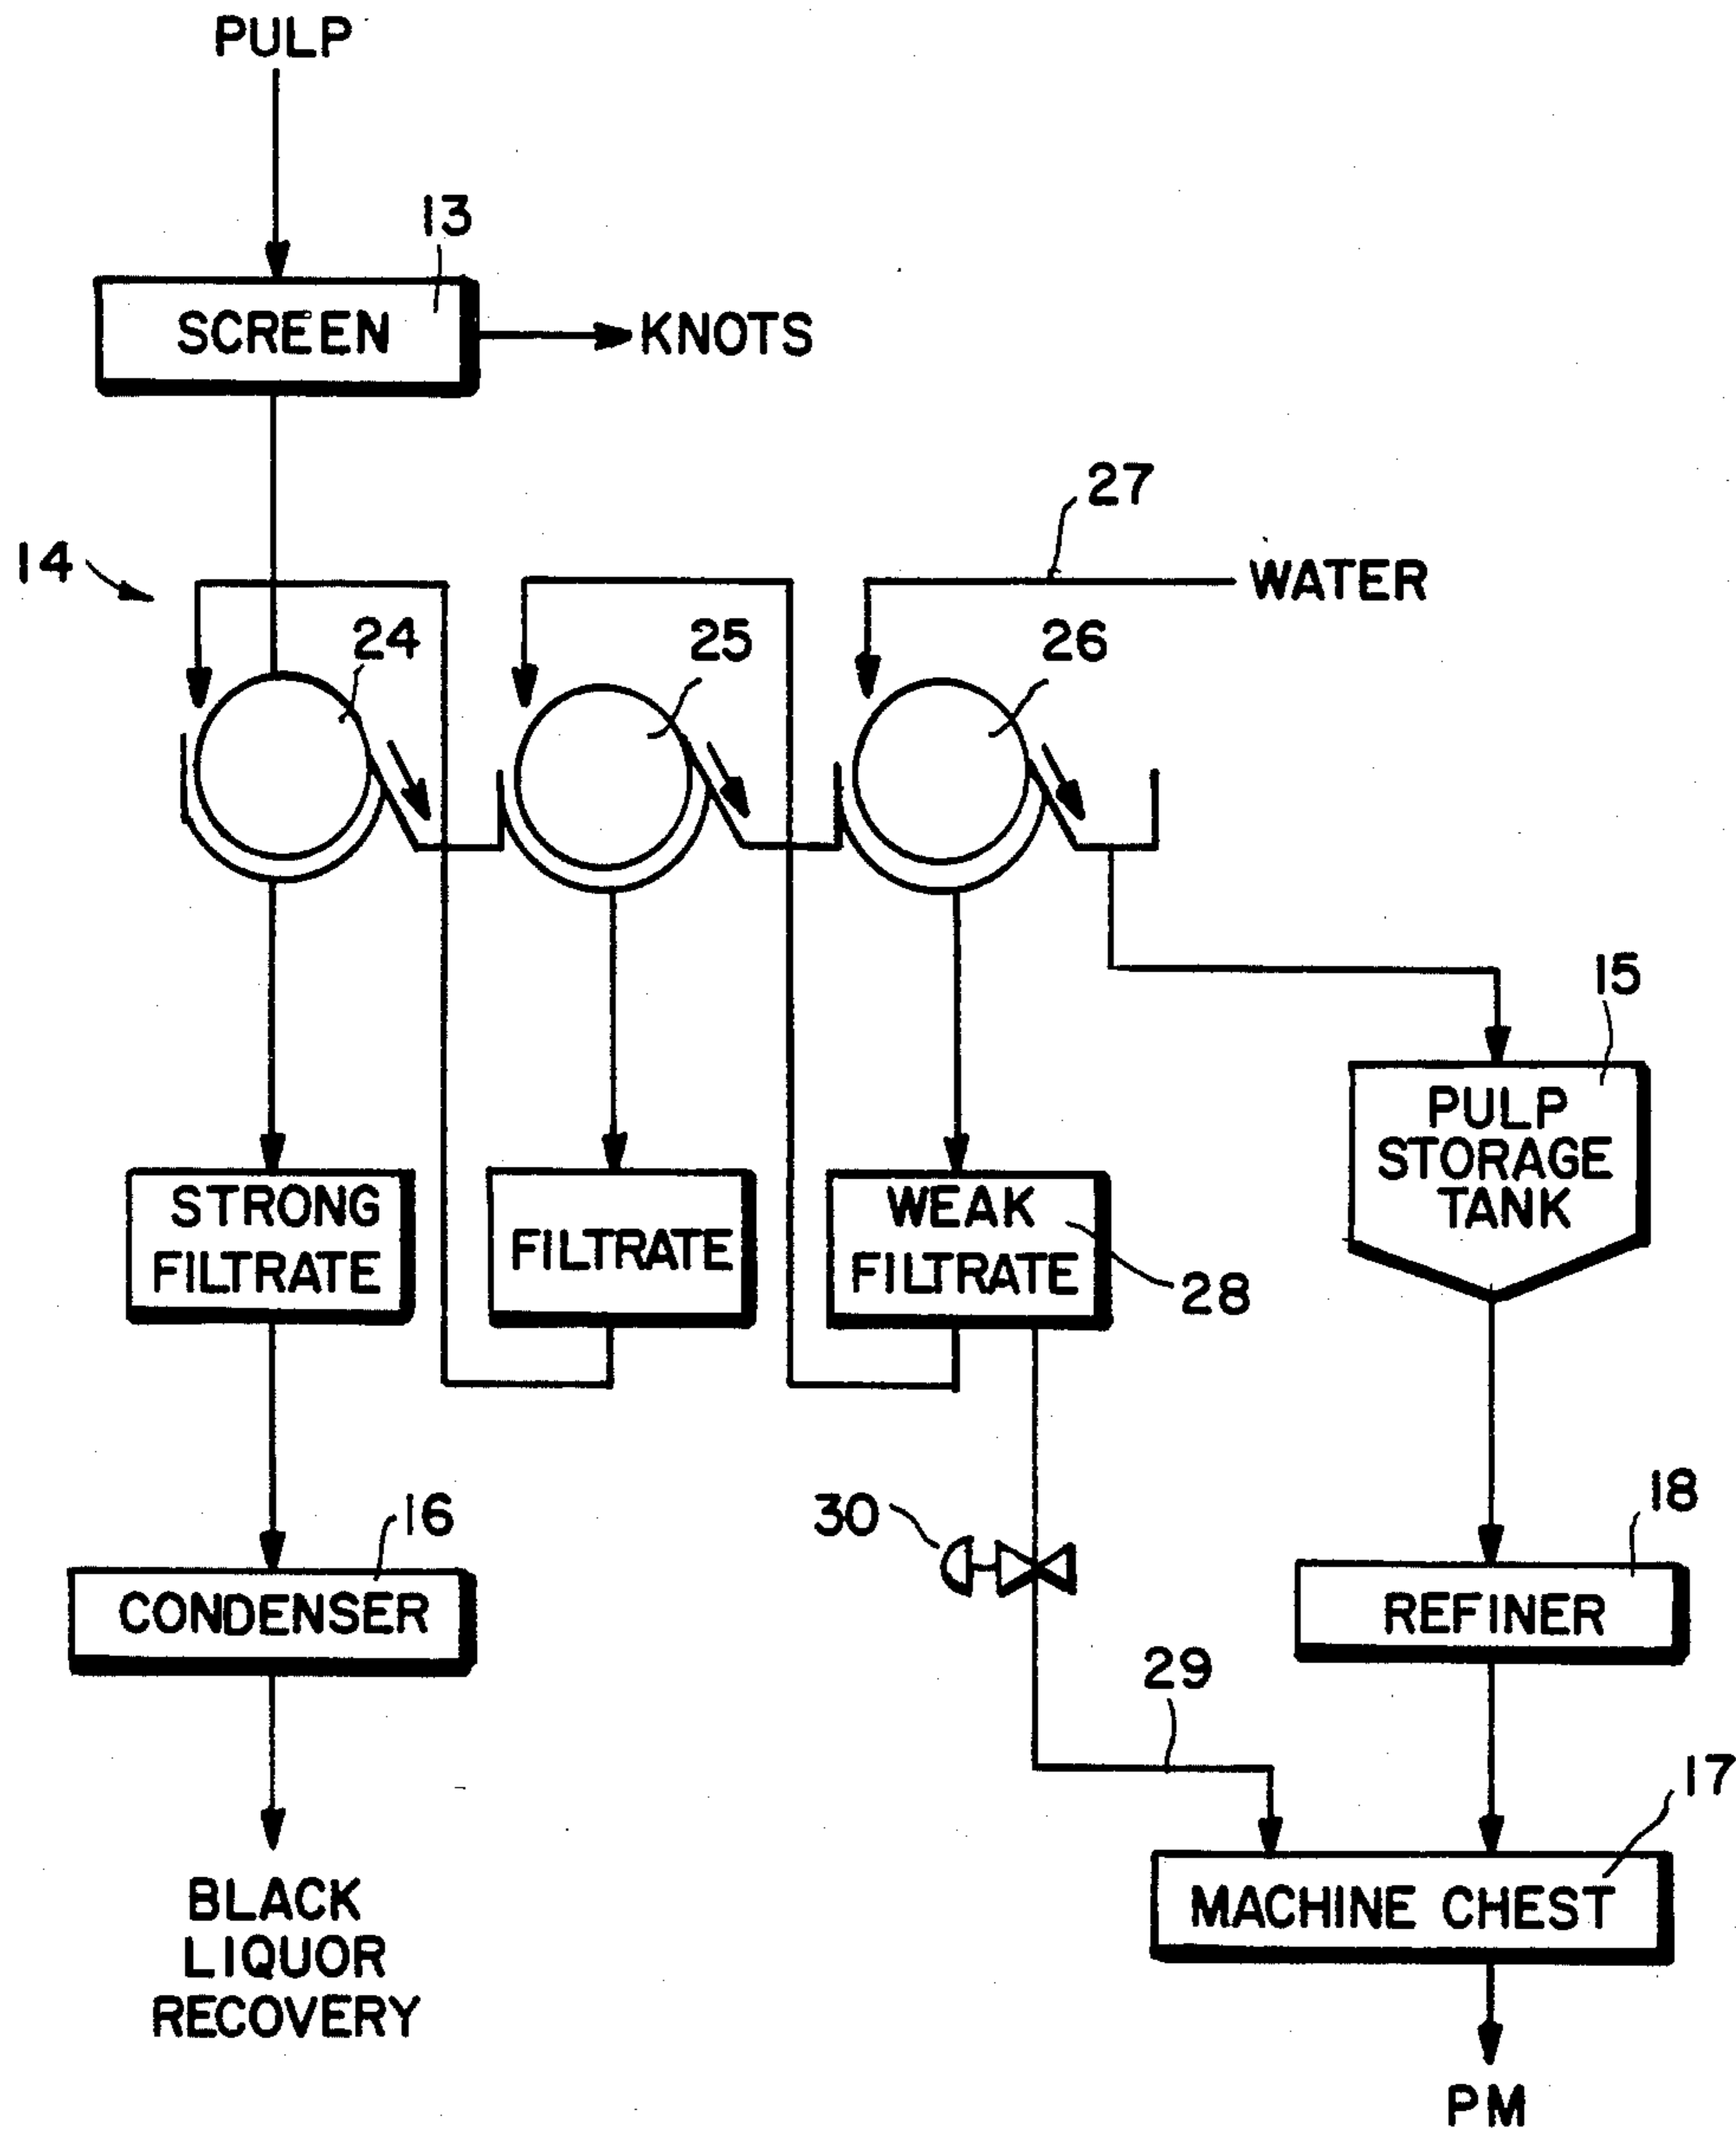 PULP
13
SCREEN
KNOTS
27
14
WATER
24
25
26
15
PULP
STORAGE
TANK
STRONG
FILTRATE
FILTRATE
WEAK
FILTRATE
28
16
30
18
CONDENSER
REFINER
29
17
MACHINE CHEST
BLACK
LIQUOR
RECOVERY
PM